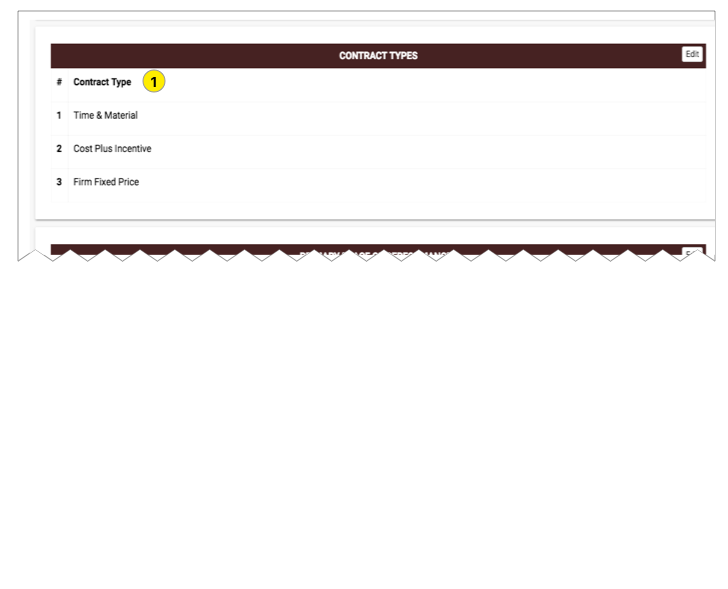 CONTRACT TYPES Edit
# Contract Type 1
1 Time & Material
2 Cost Plus Incentive
3 Firm Fixed Price